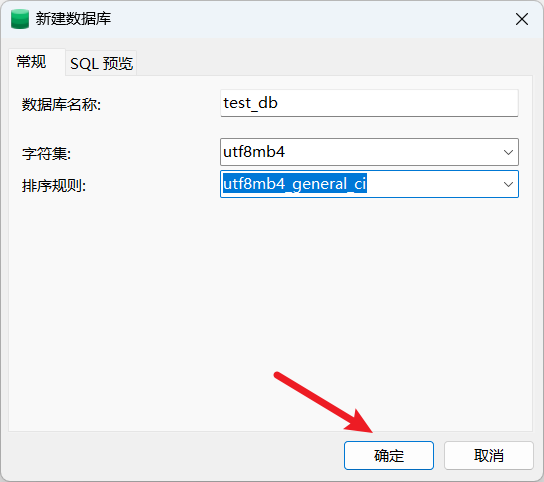 新建数据库
常规
SQL 预览
数据库名称:
test_db
字符集:
utf8mb4
排序规则:
utf8mb4_general_ci
确定
取消